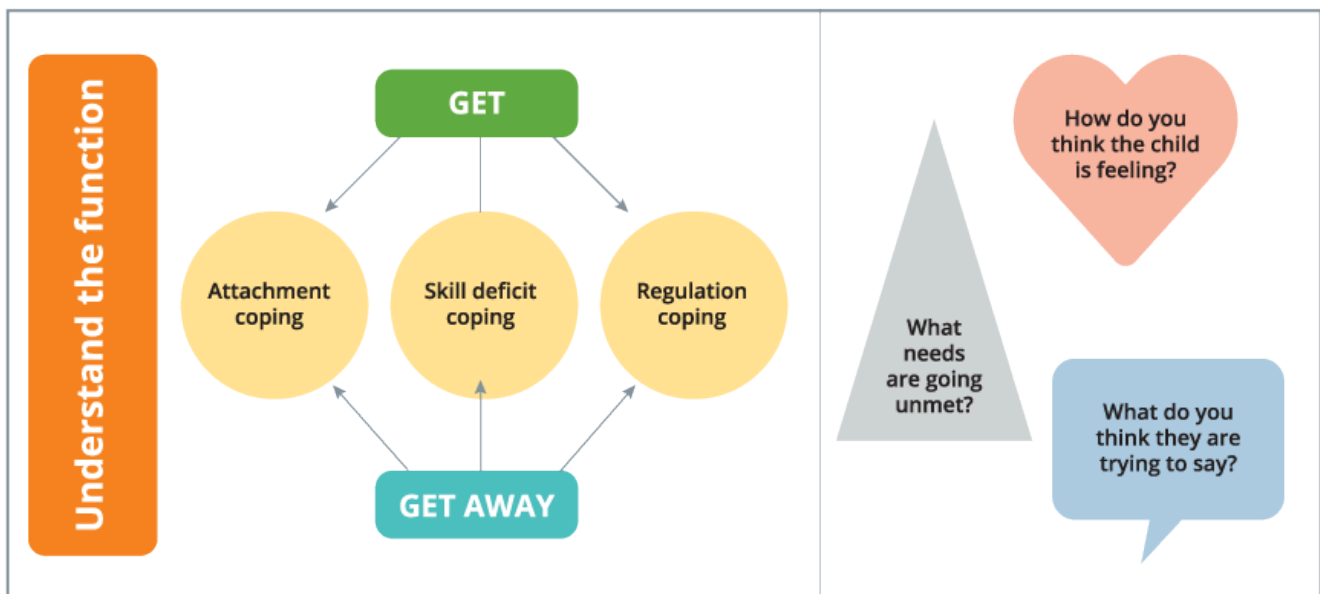 Understand the function
GET
Attachment
coping
Skill deficit
coping
Regulation
coping
GET AWAY
How do you
think the child
is feeling?
What
needs
are going
unmet?
What do you
think they are
trying to say?